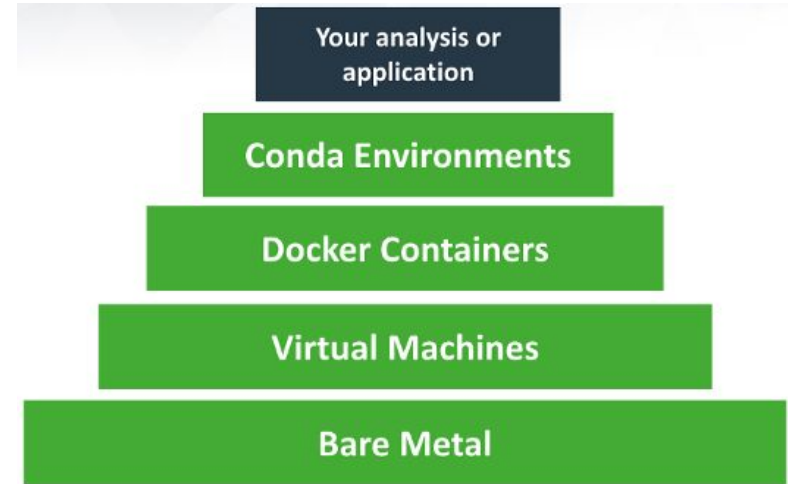 Your analysis or
application
Conda Environments
Docker Containers
Virtual Machines
Bare Metal